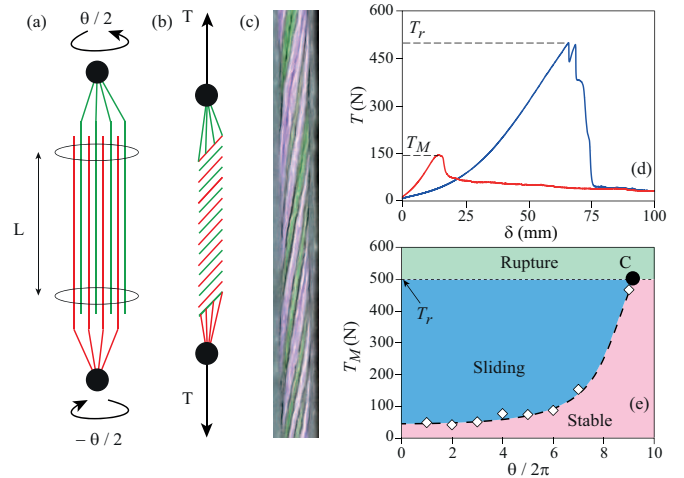 (a)
θ / 2
L
− θ / 2
(b)
T
T
(c)
T (N)
600
450
300
150
0
T_r
T_M
(d)
0
25
50
75
100
δ (mm)
T_M (N)
600
500
400
300
200
100
0
Rupture
C
T_r
Sliding
(e)
Stable
0
2
4
6
8
10
θ / 2π